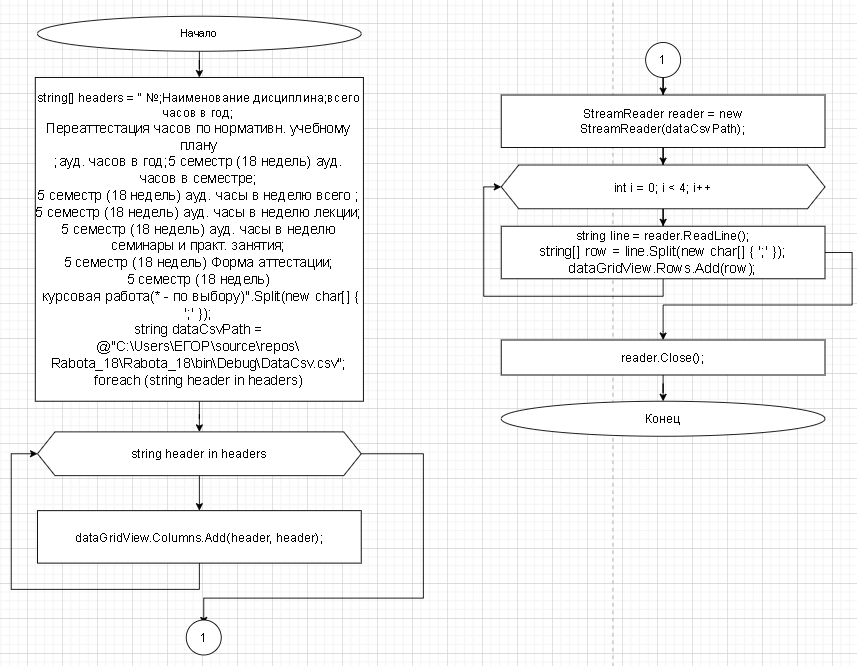 Начало
string[] headers = " №;Наименование дисциплина;всего
часов в год;
Переаттестация часов по нормативн. учебному
плану
; ауд. часов в год;5 семестр (18 недель) ауд.
часов в семестре;
5 семестр (18 недель) ауд. часы в неделю всего ;
5 семестр (18 недель) ауд. часы в неделю лекции;
5 семестр (18 недель) ауд. часы в неделю
семинары и практ. занятия;
5 семестр (18 недель) Форма аттестации;
5 семестр (18 недель)
курсовая работа(* - по выбору)".Split(new char[] {
';' });
string dataCsvPath =
@"C:\Users\ЕГОР\source\repos\
Rabota_18\Rabota_18\bin\Debug\DataCsv.csv";
foreach (string header in headers)
string header in headers
dataGridView.Columns.Add(header, header);
1
1
StreamReader reader = new
StreamReader(dataCsvPath);
int i = 0; i < 4; i++
string line = reader.ReadLine();
string[] row = line.Split(new char[] { ';' });
dataGridView.Rows.Add(row);
reader.Close();
Конец